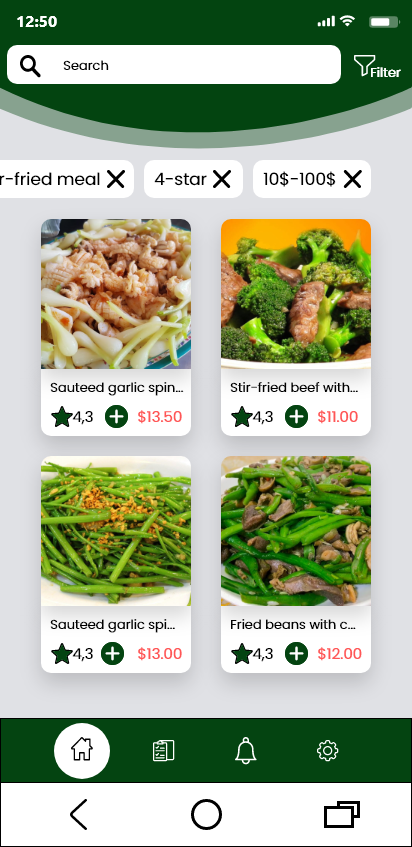 12:50
Search
Filter
r-fried meal
4-star
10$-100$
Sauteed garlic spin...
Stir-fried beef with...
4,3
$13.50
4,3
$11.00
Sauteed garlic spi...
Fried beans with c...
4,3
$13.00
4,3
$12.00